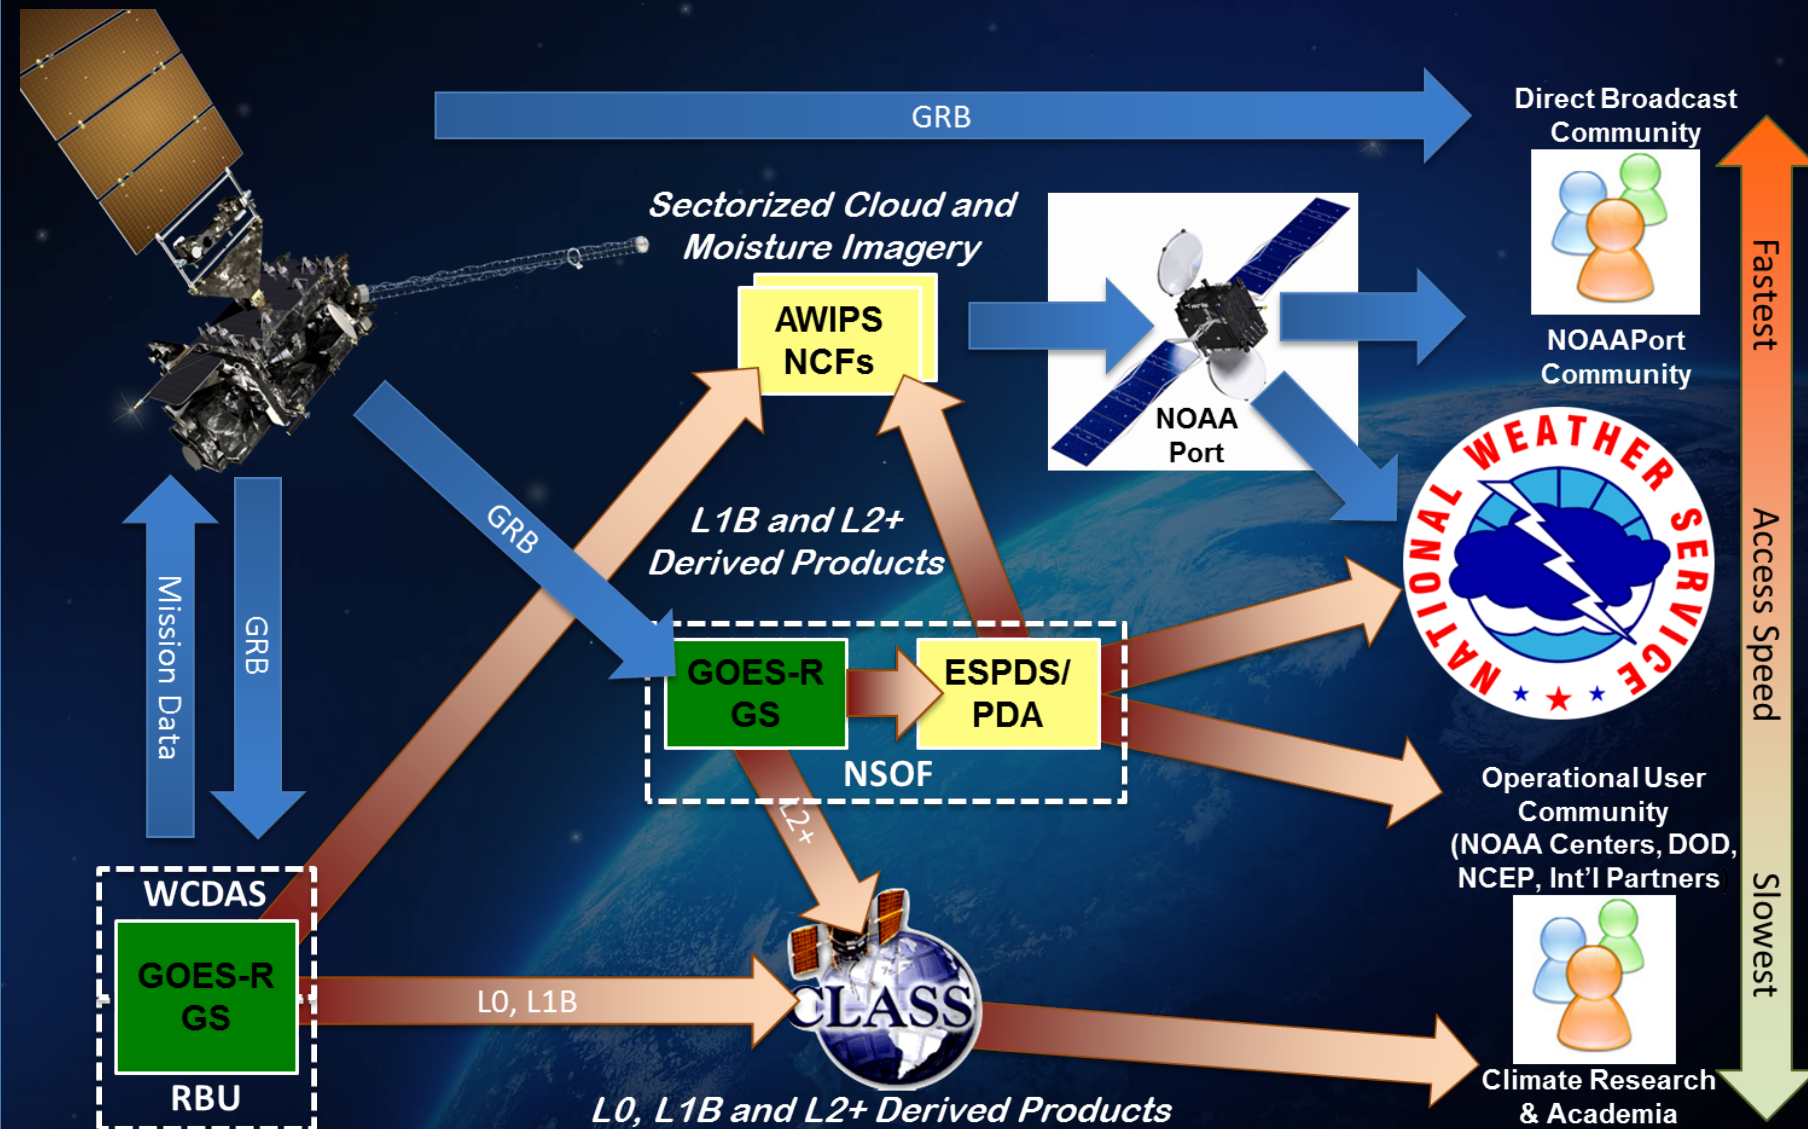 GRB
Direct Broadcast
Community
Sectorized Cloud and
Moisture Imagery
AWIPS
NCFs
NOAA
Port
NOAAPort
Community
Fastest
Access Speed
Slowest
NATIONAL WEATHER SERVICE
GRB
L1B and L2+
Derived Products
Mission Data
GRB
GOES-R
GS
ESPDS/
PDA
NSOF
L2+
Operational User
Community
(NOAA Centers, DOD,
NCEP, Int'l Partners)
WCDAS
GOES-R
GS
RBU
L0, L1B
CLASS
L0, L1B and L2+ Derived Products
Climate Research
& Academia